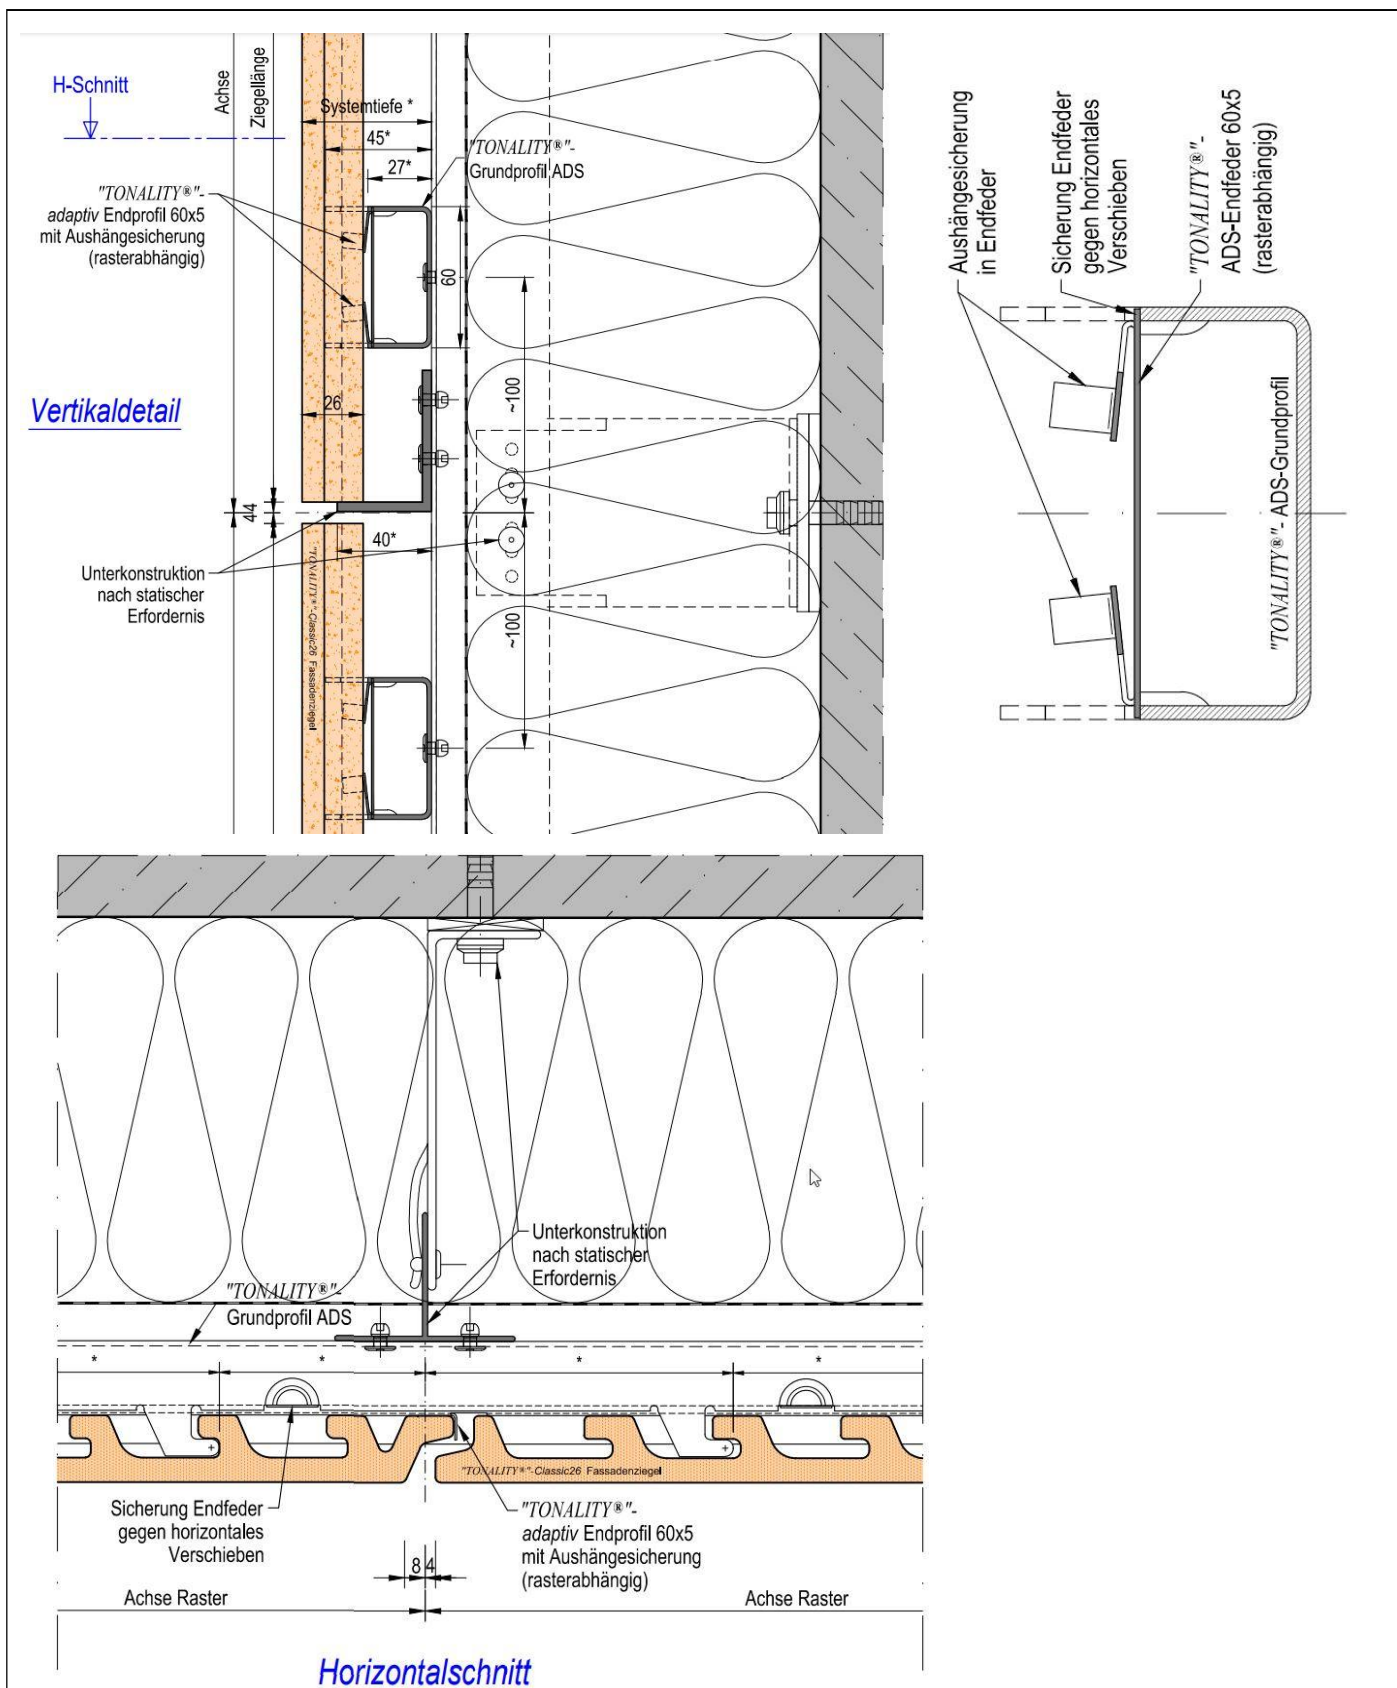 H-Schnitt
Achse
Ziegellänge
Systemtiefe *
45*
27*
"TONALITY®"-
Grundprofil ADS
"TONALITY®"-
adaptiv Endprofil 60x5
mit Aushängesicherung
(rasterabhängig)
60
Vertikaldetail
26
~100
44
40*
Unterkonstruktion
nach statischer
Erfordernis
~100
"TONALITY®"-Classic26 Fassadenziegel
Aushängesicherung
in Endfeder
Sicherung Endfeder
gegen horizontales
Verschieben
"TONALITY®"-
ADS-Endfeder 60x5
(rasterabhängig)
"TONALITY®"- ADS-Grundprofil
Unterkonstruktion
nach statischer
Erfordernis
"TONALITY®"-
Grundprofil ADS
* * * *
"TONALITY®"-Classic26 Fassadenziegel
Sicherung Endfeder
gegen horizontales
Verschieben
"TONALITY®"-
adaptiv Endprofil 60x5
mit Aushängesicherung
(rasterabhängig)
8 4
Achse Raster
Achse Raster
Horizontalschnitt